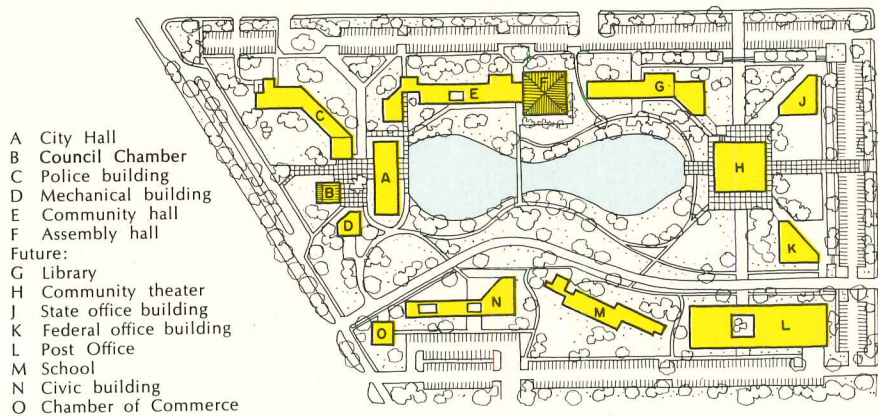 A City Hall
B Council Chamber
C Police building
D Mechanical building
E Community hall
F Assembly hall
Future:
G Library
H Community theater
J State office building
K Federal office building
L Post Office
M School
N Civic building
O Chamber of Commerce
E
F
G
J
C
A
H
B
D
K
N
M
L
O